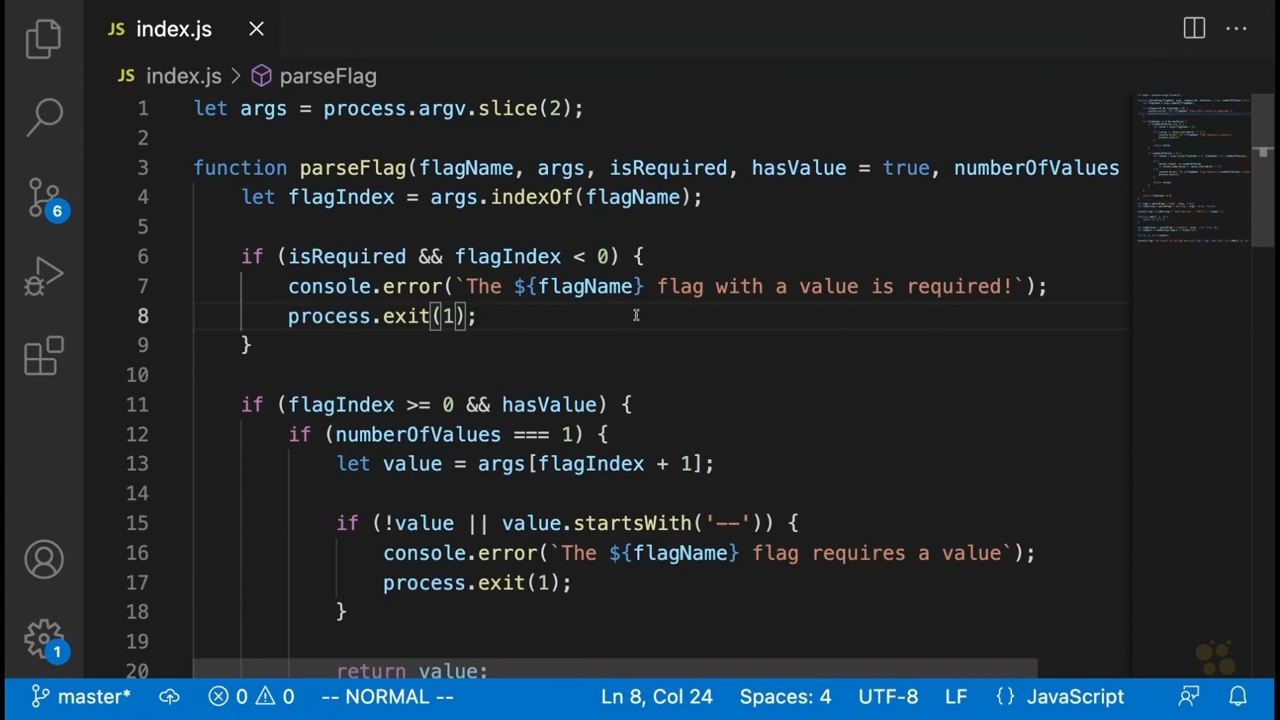 JS index.js
JS index.js > parseFlag
1 let args = process.argv.slice(2);
2
3 function parseFlag(flagName, args, isRequired, hasValue = true, numberOfValues
4 let flagIndex = args.indexOf(flagName);
5
6 if (isRequired && flagIndex < 0) {
7 console.error(`The ${flagName} flag with a value is required!`);
8 process.exit(1);
9 }
10
11 if (flagIndex >= 0 && hasValue) {
12 if (numberOfValues === 1) {
13 let value = args[flagIndex + 1];
14
15 if (!value || value.startsWith('--')) {
16 console.error(`The ${flagName} flag requires a value`);
17 process.exit(1);
18 }
19
20 return value;
6
1
master* 0 0 -- NORMAL -- Ln 8, Col 24 Spaces: 4 UTF-8 LF {} JavaScript